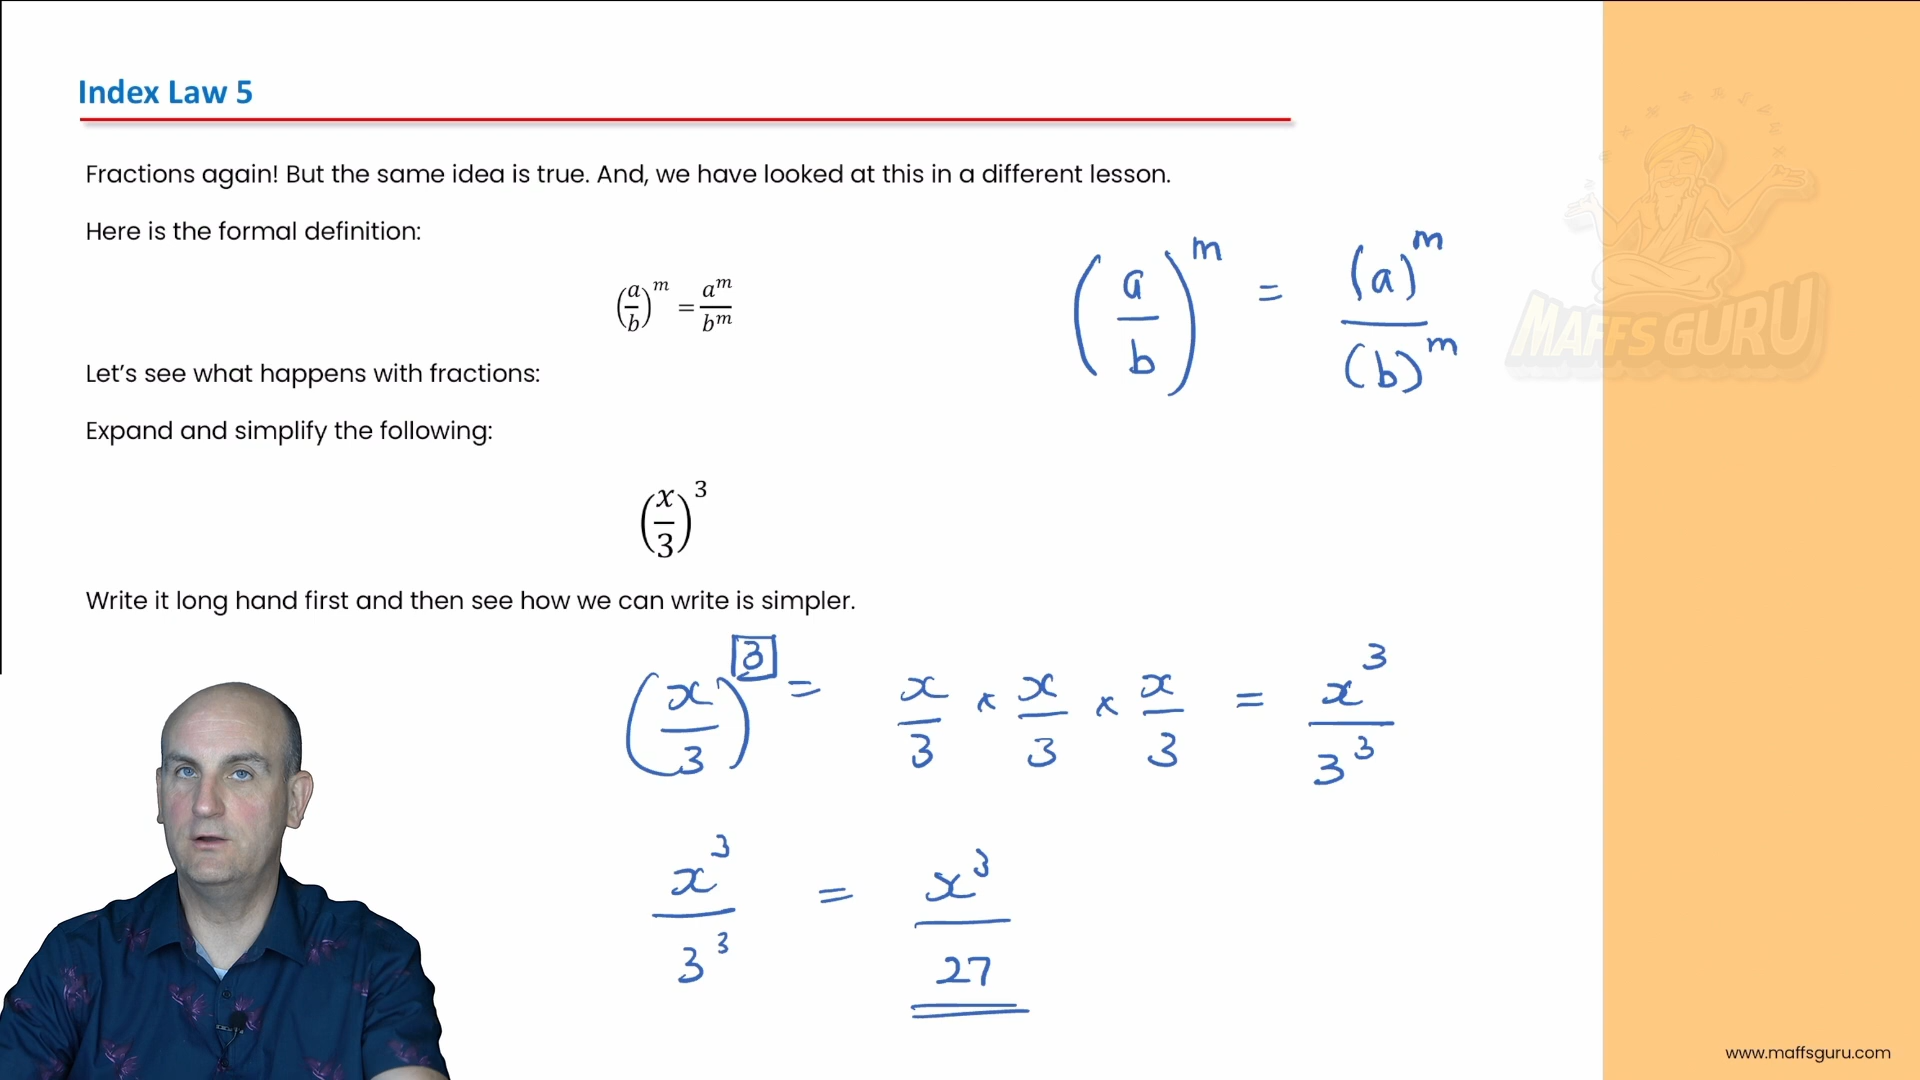 Index Law 5
Fractions again! But the same idea is true. And, we have looked at this in a different lesson.
Here is the formal definition:
(a/b)^m = a^m/b^m
(a/b)^m = (a)^m/(b)^m
MAFFS GURU
Let's see what happens with fractions:
Expand and simplify the following:
(x/3)^3
Write it long hand first and then see how we can write is simpler.
(x/3)^3 = x/3 × x/3 × x/3 = x^3/3^3
x^3/3^3 = x^3/27
www.maffsguru.com